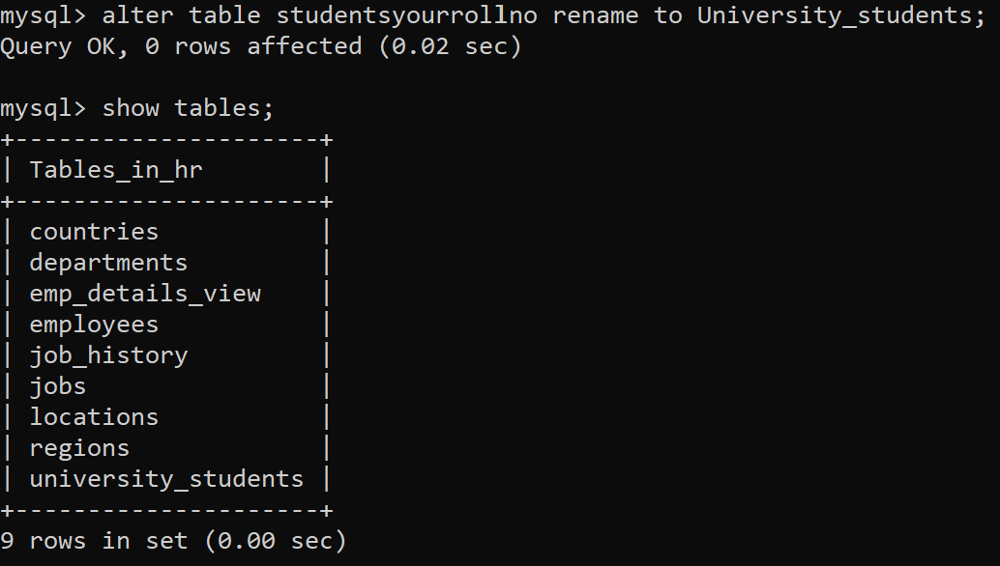 mysql> alter table studentsyourrollno rename to University_students;
Query OK, 0 rows affected (0.02 sec)
mysql> show tables;
+---------------------+
| Tables_in_hr        |
+---------------------+
| countries           |
| departments         |
| emp_details_view    |
| employees           |
| job_history         |
| jobs                |
| locations           |
| regions             |
| university_students |
+---------------------+
9 rows in set (0.00 sec)